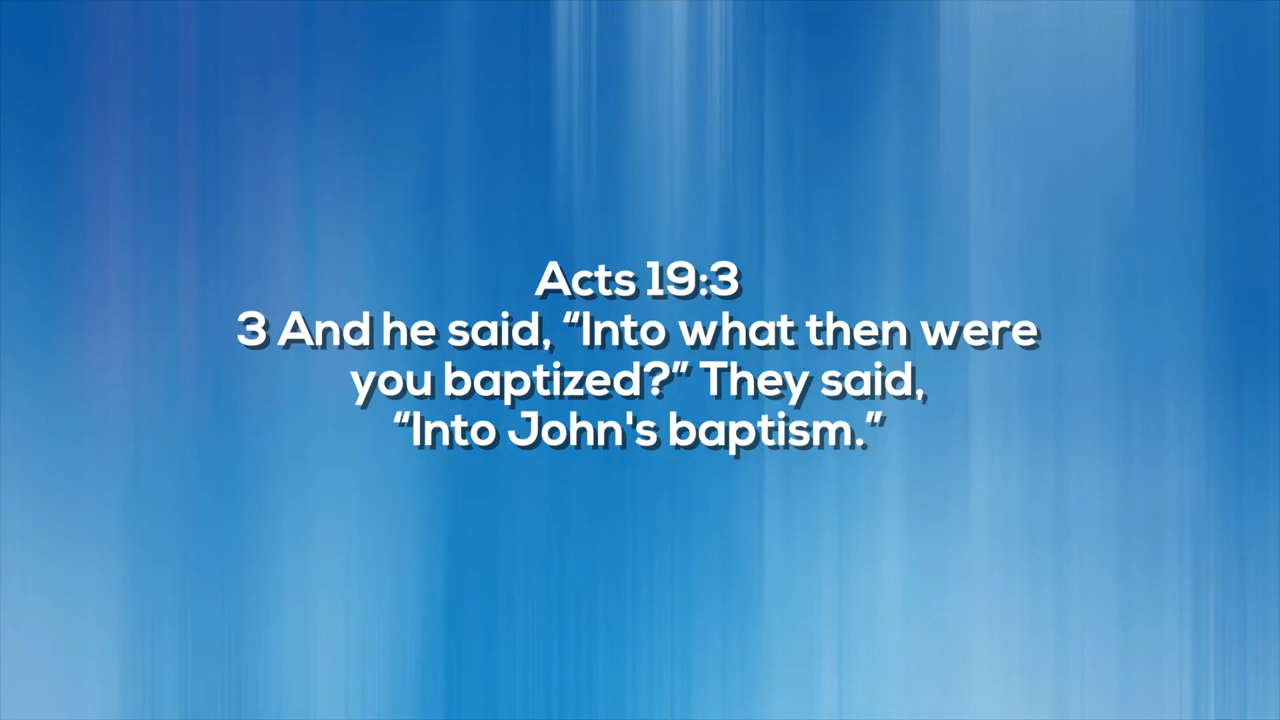 Acts 19:3
3 And he said, “Into what then were
you baptized?” They said,
“Into John's baptism.”